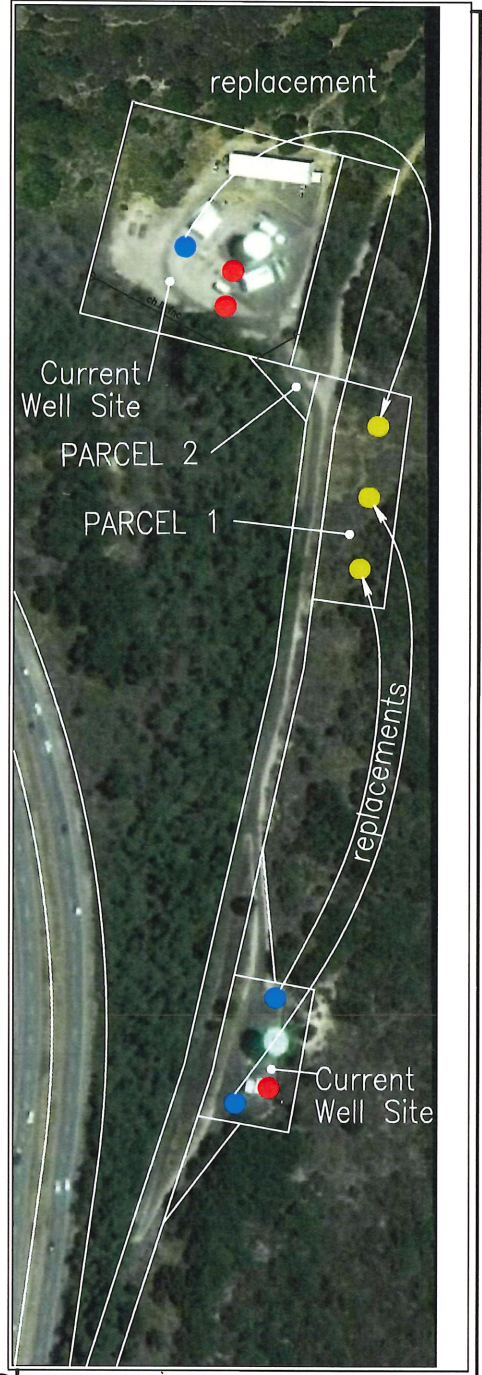 replacement
Current
Well Site
PARCEL 2
PARCEL 1
replacements
Current
Well Site